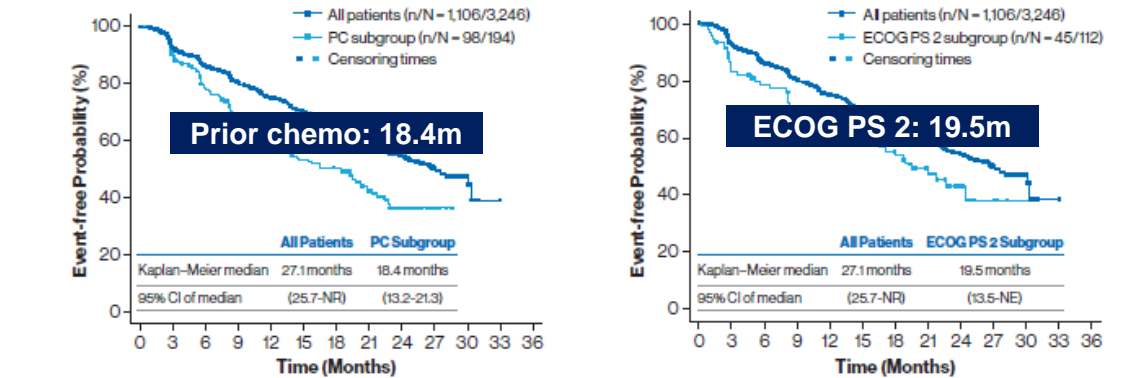 All patients (n/N = 1,106/3,246)
PC subgroup (n/N = 98/194)
Censoring times
Event-free Probability (%)
100
80
60
40
20
0
Prior chemo: 18.4m
All Patients PC Subgroup
Kaplan–Meier median 27.1 months 18.4 months
95% CI of median (25.7-NR) (13.2-21.3)
0 3 6 9 12 15 18 21 24 27 30 33 36
Time (Months)
All patients (n/N = 1,106/3,246)
ECOG PS 2 subgroup (n/N = 45/112)
Censoring times
Event-free Probability (%)
100
80
60
40
20
0
ECOG PS 2: 19.5m
All Patients ECOG PS 2 Subgroup
Kaplan–Meier median 27.1 months 19.5 months
95% CI of median (25.7-NR) (13.5-NE)
0 3 6 9 12 15 18 21 24 27 30 33 36
Time (Months)